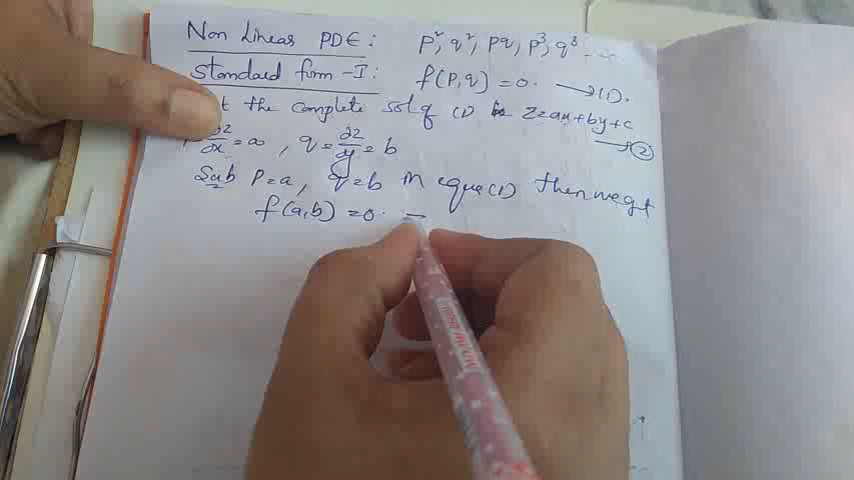 Non Linear PDE: p², q², pq, p³, q³ ...
Standard form - I: f(p,q) = 0. → (1).
the complete sol of (1) is z=ax+by+c
→ (2)
∂z/∂x = a, q = ∂z/∂y = b
Sub p=a, q=b in eque(1) then we get
f(a,b) = 0. –